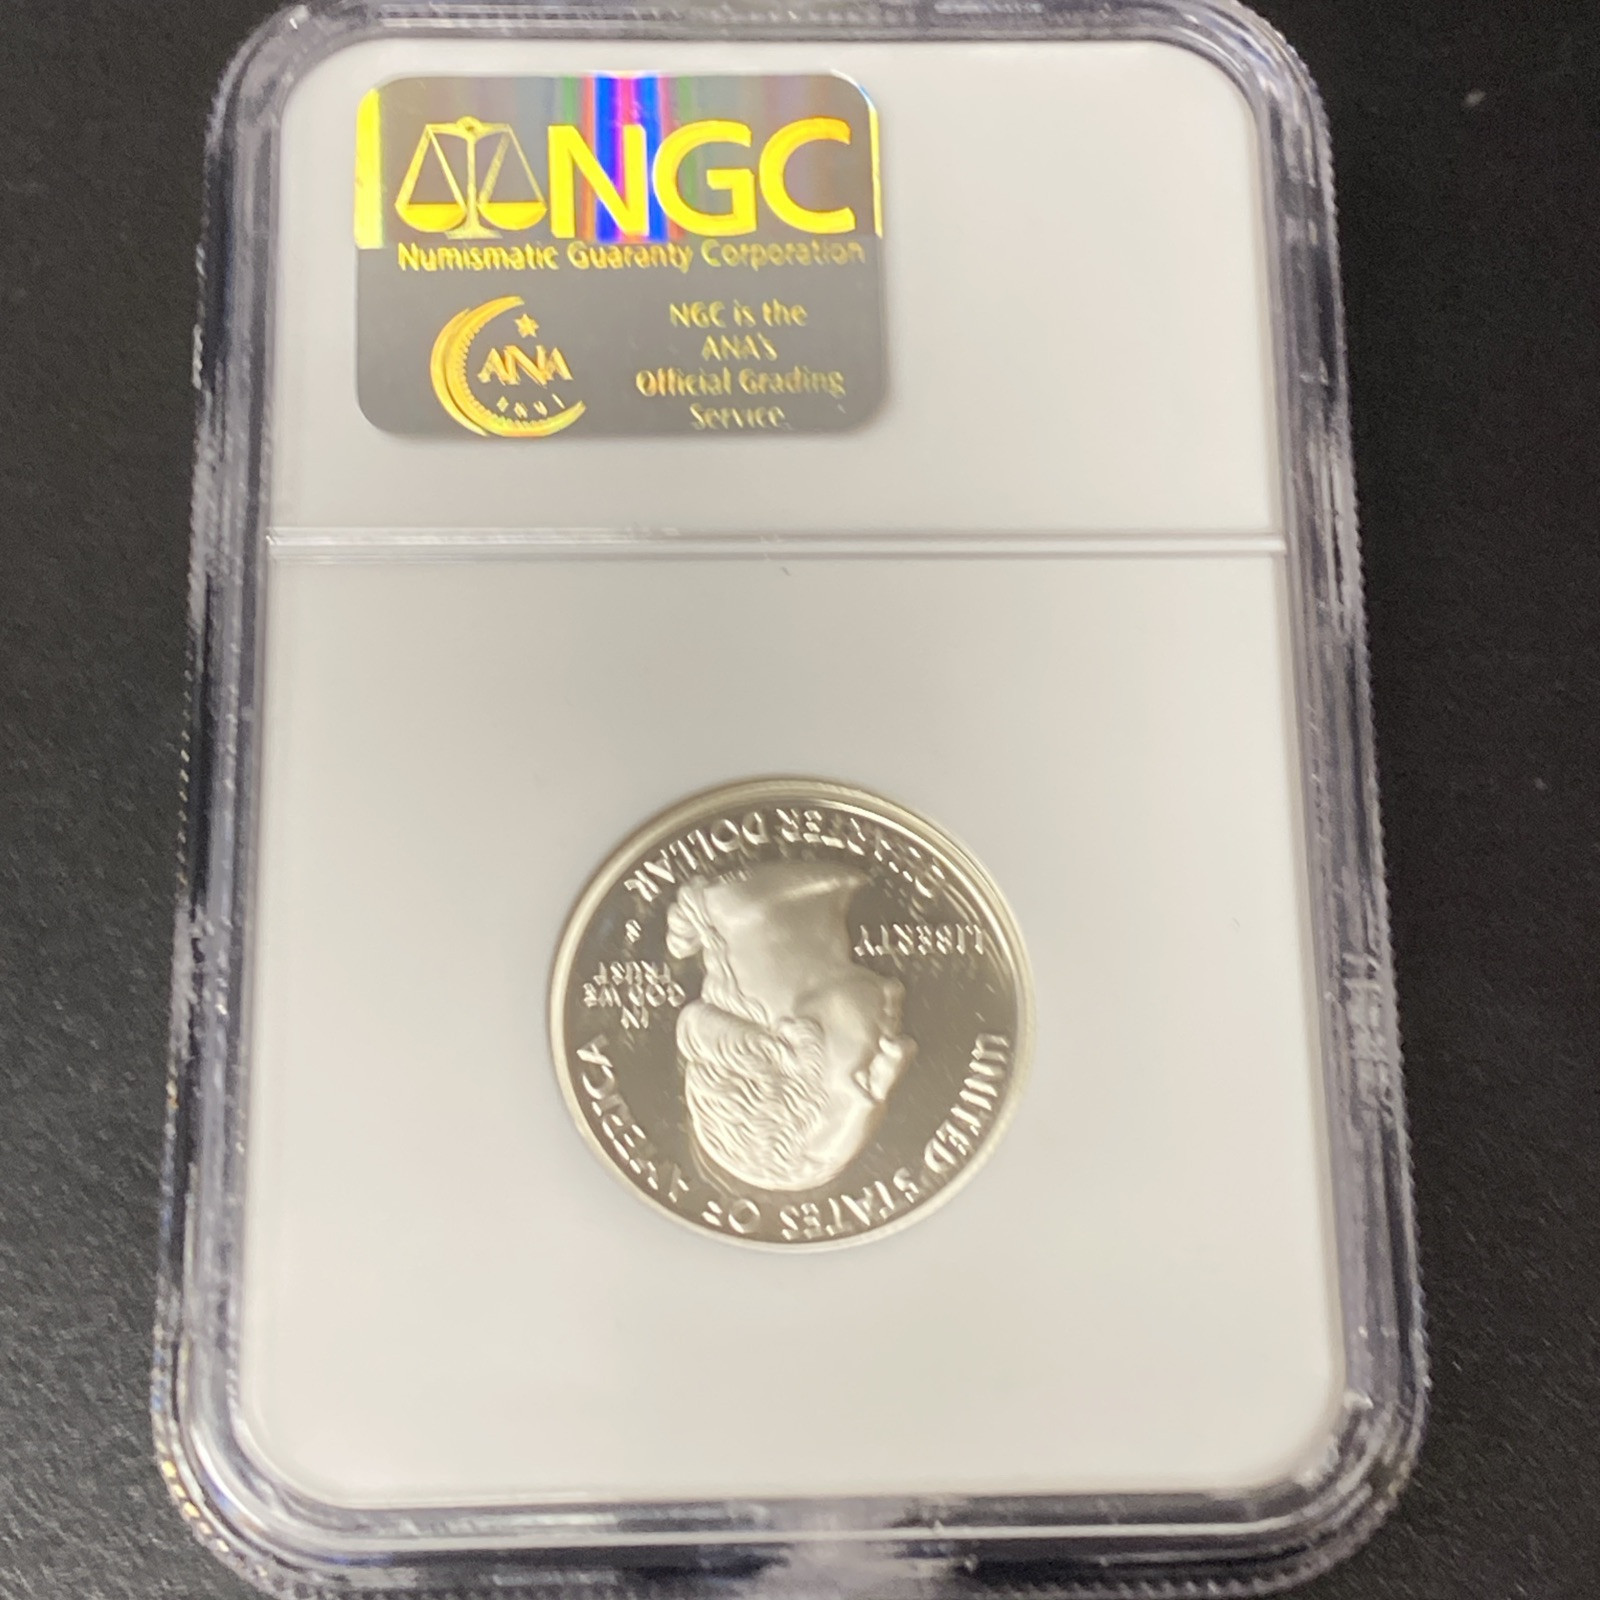 NGC
Numismatic Guaranty Corporation
ANA
1891
NGC is the
ANA's
Official Grading
Service.
UNITED STATES OF AMERICA
LIBERTY
IN
GOD WE
TRUST
QUARTER DOLLAR